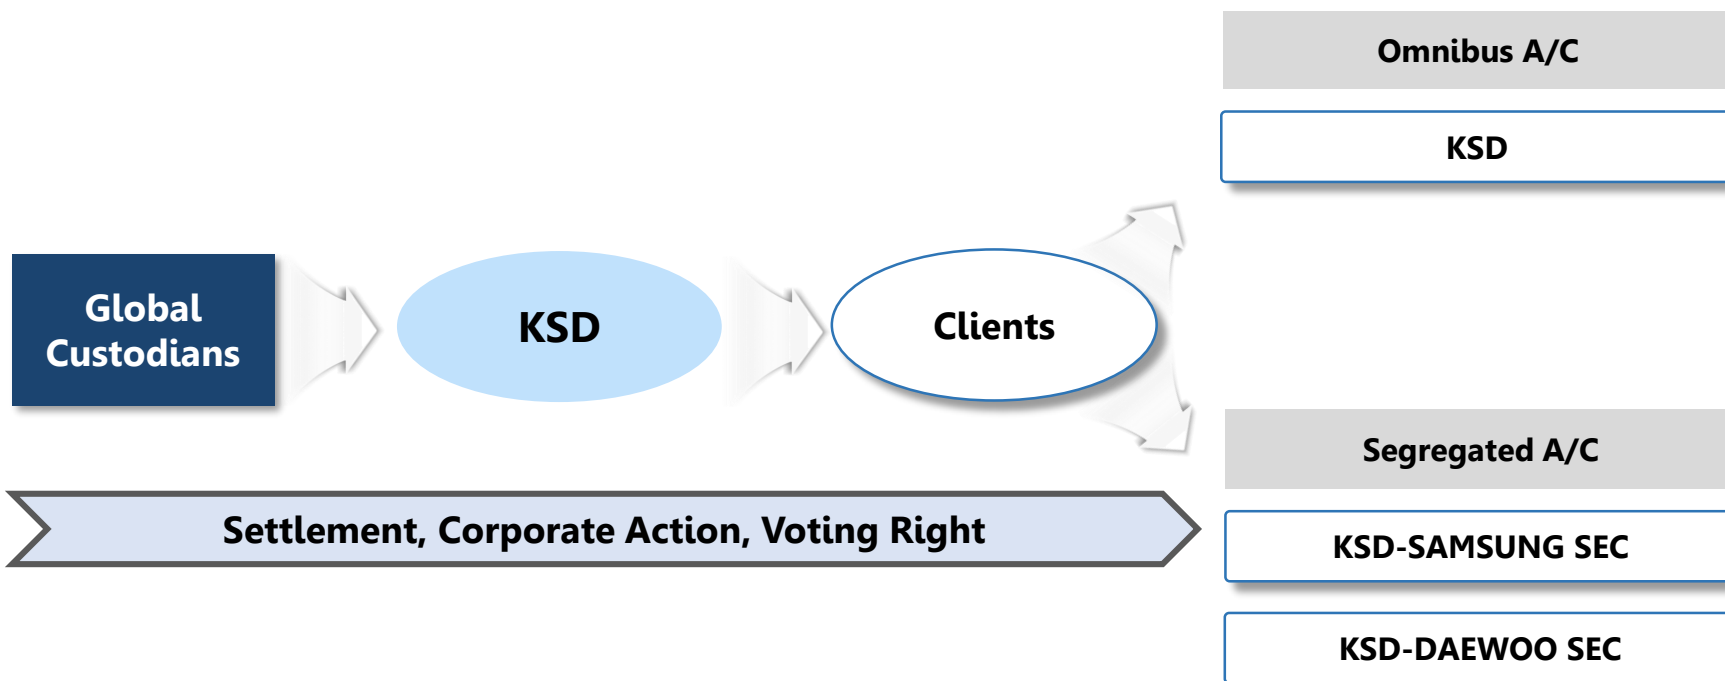 Omnibus A/C
KSD
Global
Custodians
KSD
Clients
Segregated A/C
Settlement, Corporate Action, Voting Right
KSD-SAMSUNG SEC
KSD-DAEWOO SEC